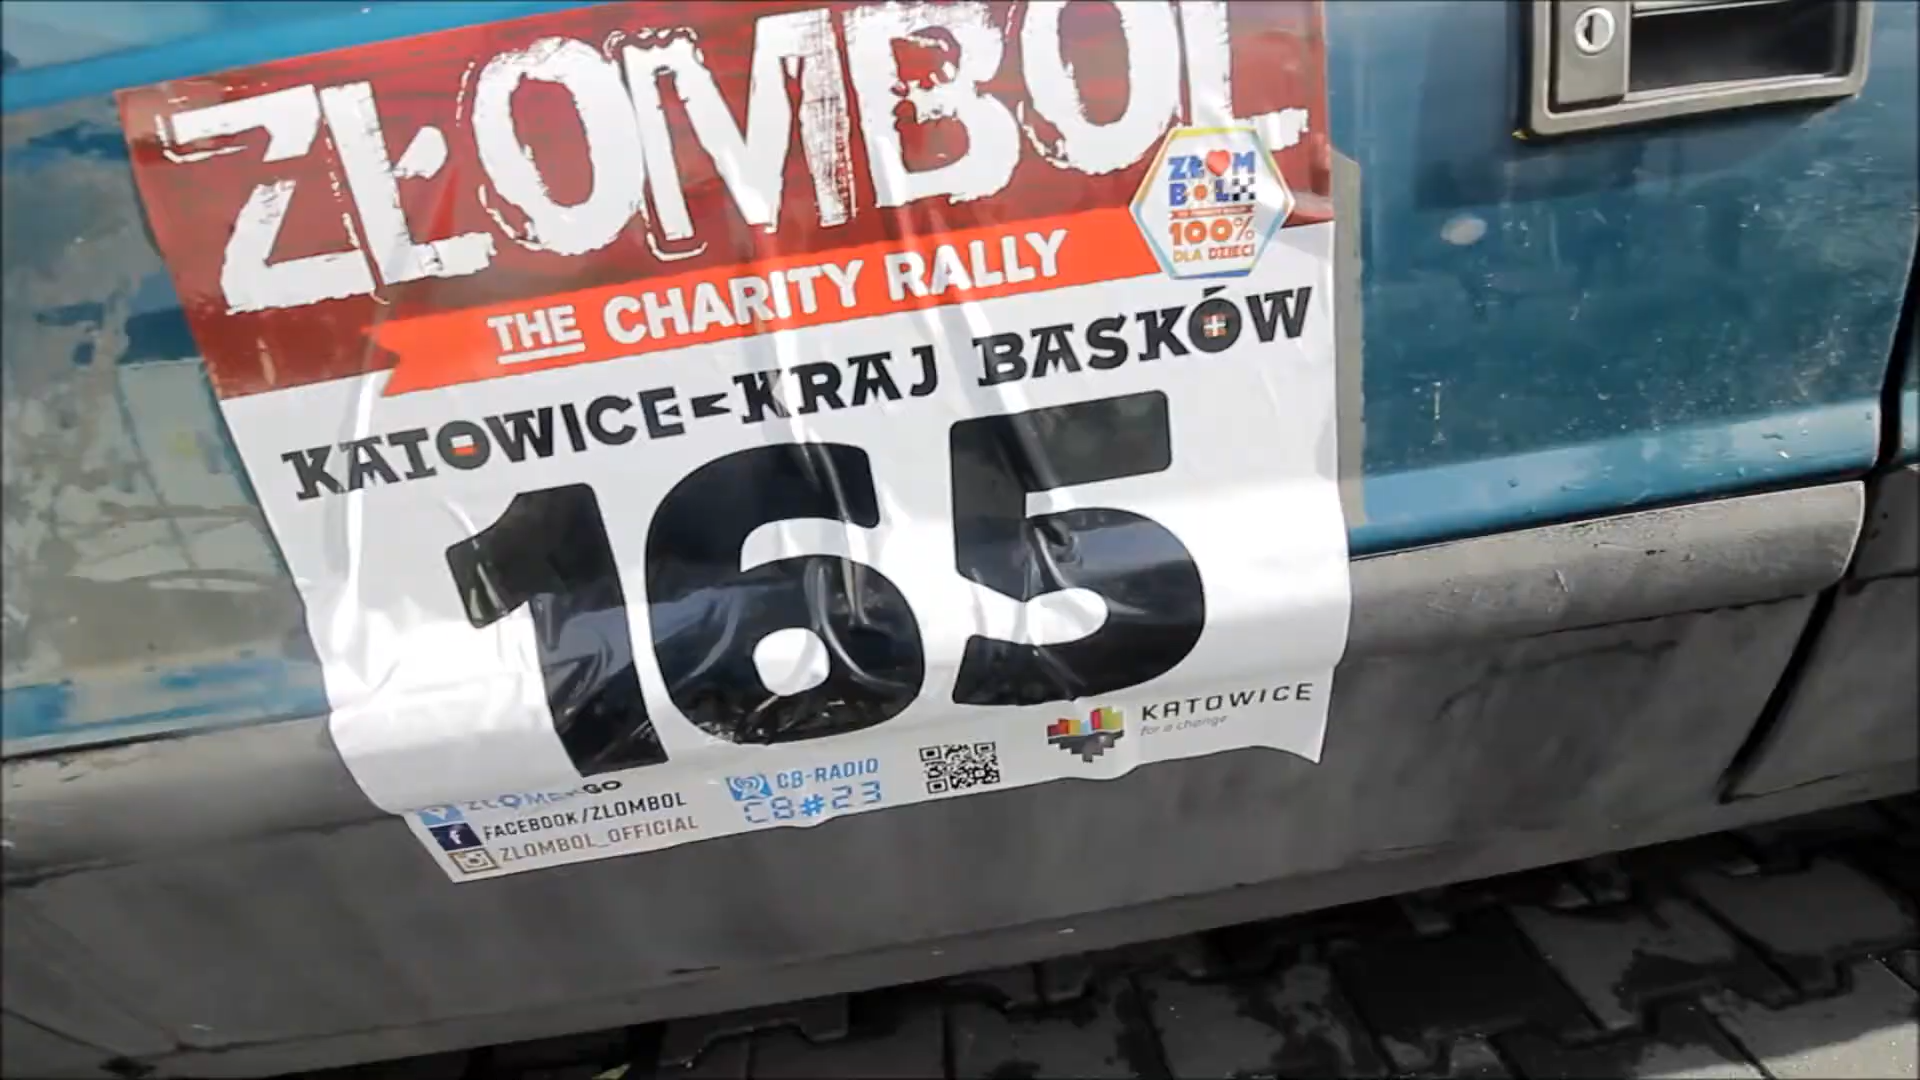 ZŁOMBOL
ZŁOM
BOL
100%
DLA DZIECI
THE CHARITY RALLY
KATOWICE-KRAJ BASKÓW
165
KATOWICE
for a change
CB-RADIO
CB#23
FACEBOOK/ZLOMBOL
ZLOMBOL_OFFICIAL